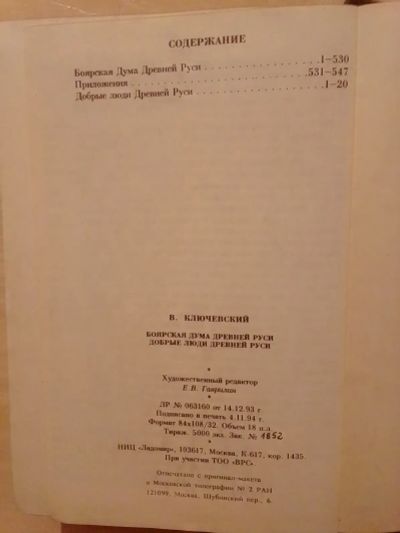 СОДЕРЖАНИЕ
Боярская Дума Древней Руси . . . . . . . . . . . . . . 1—530
Приложения . . . . . . . . . . . . . . . . . . . . . . 531—547
Добрые люди Древней Руси . . . . . . . . . . . . . . . 1—20
В. КЛЮЧЕВСКИЙ
БОЯРСКАЯ ДУМА ДРЕВНЕЙ РУСИ
ДОБРЫЕ ЛЮДИ ДРЕВНЕЙ РУСИ
Художественный редактор
Е.В. Гаврилин
ЛР № 063160 от 14.12.93 г.
Подписано в печать 4.11.94 г.
Формат 84х108/32. Объем 18 п.л.
Тираж 5000 экз. Зак. № 1852
НИЦ «Ладомир», 103617, Москва, К-617, кор. 1435.
При участии ТОО «ВРС»
Отпечатано с оригинал-макета
в Московской типографии № 2 РАН
121099, Москва, Шубинский пер., 6